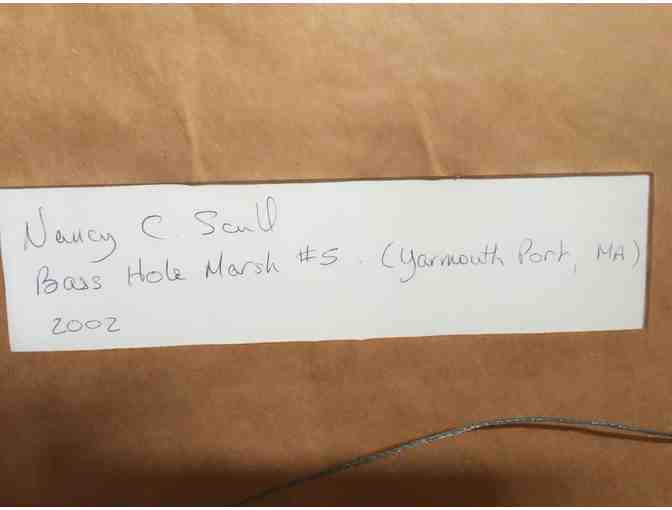 Nancy C. Scull
Bass Hole Marsh #5. (Yarmouth Port, MA)
2002